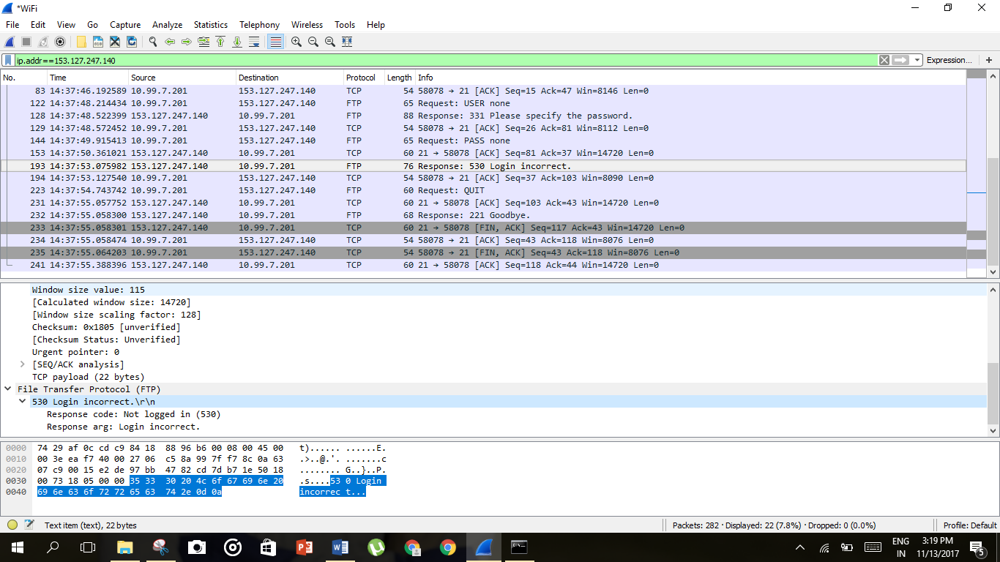 *WiFi
File Edit View Go Capture Analyze Statistics Telephony Wireless Tools Help
ip.addr==153.127.247.140 Expression... +
No. Time Source Destination Protocol Length Info
83 14:37:46.192589 10.99.7.201 153.127.247.140 TCP 54 58078 → 21 [ACK] Seq=15 Ack=47 Win=8146 Len=0
122 14:37:48.214434 10.99.7.201 153.127.247.140 FTP 65 Request: USER none
128 14:37:48.522399 153.127.247.140 10.99.7.201 FTP 88 Response: 331 Please specify the password.
129 14:37:48.572452 10.99.7.201 153.127.247.140 TCP 54 58078 → 21 [ACK] Seq=26 Ack=81 Win=8112 Len=0
144 14:37:49.915413 10.99.7.201 153.127.247.140 FTP 65 Request: PASS none
153 14:37:50.361021 153.127.247.140 10.99.7.201 TCP 60 21 → 58078 [ACK] Seq=81 Ack=37 Win=14720 Len=0
193 14:37:53.075982 153.127.247.140 10.99.7.201 FTP 76 Response: 530 Login incorrect.
194 14:37:53.127540 10.99.7.201 153.127.247.140 TCP 54 58078 → 21 [ACK] Seq=37 Ack=103 Win=8090 Len=0
223 14:37:54.743742 10.99.7.201 153.127.247.140 FTP 60 Request: QUIT
231 14:37:55.057752 153.127.247.140 10.99.7.201 TCP 60 21 → 58078 [ACK] Seq=103 Ack=43 Win=14720 Len=0
232 14:37:55.058300 153.127.247.140 10.99.7.201 FTP 68 Response: 221 Goodbye.
233 14:37:55.058301 153.127.247.140 10.99.7.201 TCP 60 21 → 58078 [FIN, ACK] Seq=117 Ack=43 Win=14720 Len=0
234 14:37:55.058474 10.99.7.201 153.127.247.140 TCP 54 58078 → 21 [ACK] Seq=43 Ack=118 Win=8076 Len=0
235 14:37:55.064203 10.99.7.201 153.127.247.140 TCP 54 58078 → 21 [FIN, ACK] Seq=43 Ack=118 Win=8076 Len=0
241 14:37:55.388396 153.127.247.140 10.99.7.201 TCP 60 21 → 58078 [ACK] Seq=118 Ack=44 Win=14720 Len=0
Window size value: 115
[Calculated window size: 14720]
[Window size scaling factor: 128]
Checksum: 0x1805 [unverified]
[Checksum Status: Unverified]
Urgent pointer: 0
[SEQ/ACK analysis]
TCP payload (22 bytes)
File Transfer Protocol (FTP)
530 Login incorrect.\r\n
Response code: Not logged in (530)
Response arg: Login incorrect.
0000 74 29 af 0c cd c9 84 18 88 96 b6 00 08 00 45 00 t)...... ......E.
0010 00 3e ea f7 40 00 27 06 c5 8a 99 7f f7 8c 0a 63 .>..@.'. .......c
0020 07 c9 00 15 e2 de 97 bb 47 82 cd 7d b7 1e 50 18 ........ G..}..P.
0030 00 73 18 05 00 00 35 33 30 20 4c 6f 67 69 6e 20 .s....53 0 Login
0040 69 6e 63 6f 72 72 65 63 74 2e 0d 0a incorrec t...
Text item (text), 22 bytes Packets: 282 · Displayed: 22 (7.8%) · Dropped: 0 (0.0%) Profile: Default
ENG 3:19 PM
IN 11/13/2017 5